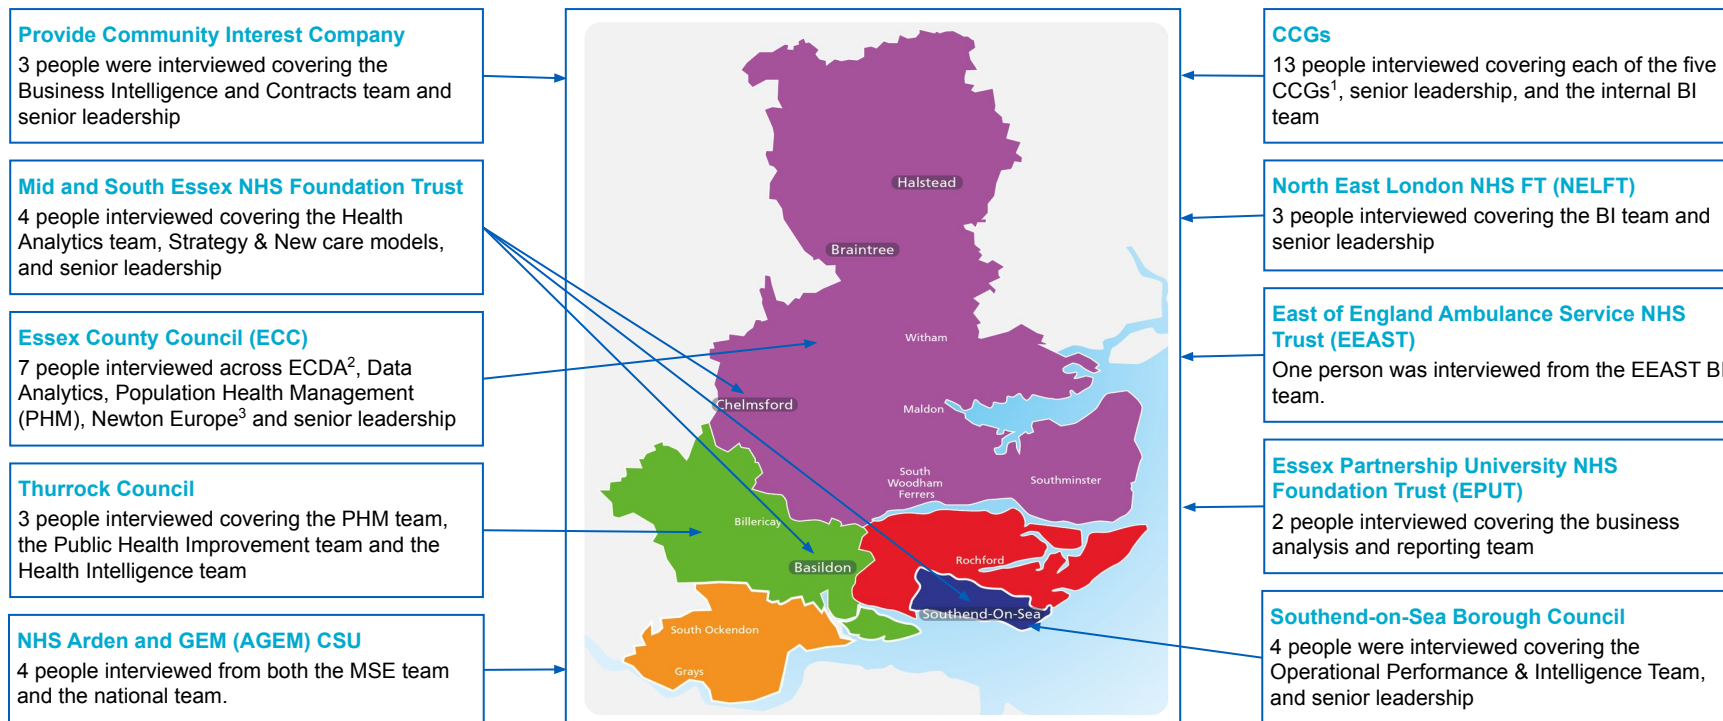 Provide Community Interest Company
3 people were interviewed covering the
Business Intelligence and Contracts team and
senior leadership
Mid and South Essex NHS Foundation Trust
4 people interviewed covering the Health
Analytics team, Strategy & New care models,
and senior leadership
Essex County Council (ECC)
7 people interviewed across ECDA², Data
Analytics, Population Health Management
(PHM), Newton Europe³ and senior leadership
Thurrock Council
3 people interviewed covering the PHM team,
the Public Health Improvement team and the
Health Intelligence team
NHS Arden and GEM (AGEM) CSU
4 people interviewed from both the MSE team
and the national team.
Halstead
Braintree
Witham
Chelmsford
Maldon
South
Woodham
Ferrers
Southminster
Billericay
Rochford
Basildon
Southend-On-Sea
South Ockendon
Grays
CCGs
13 people interviewed covering each of the five
CCGs¹, senior leadership, and the internal BI
team
North East London NHS FT (NELFT)
3 people interviewed covering the BI team and
senior leadership
East of England Ambulance Service NHS
Trust (EEAST)
One person was interviewed from the EEAST BI
team.
Essex Partnership University NHS
Foundation Trust (EPUT)
2 people interviewed covering the business
analysis and reporting team
Southend-on-Sea Borough Council
4 people were interviewed covering the
Operational Performance & Intelligence Team,
and senior leadership